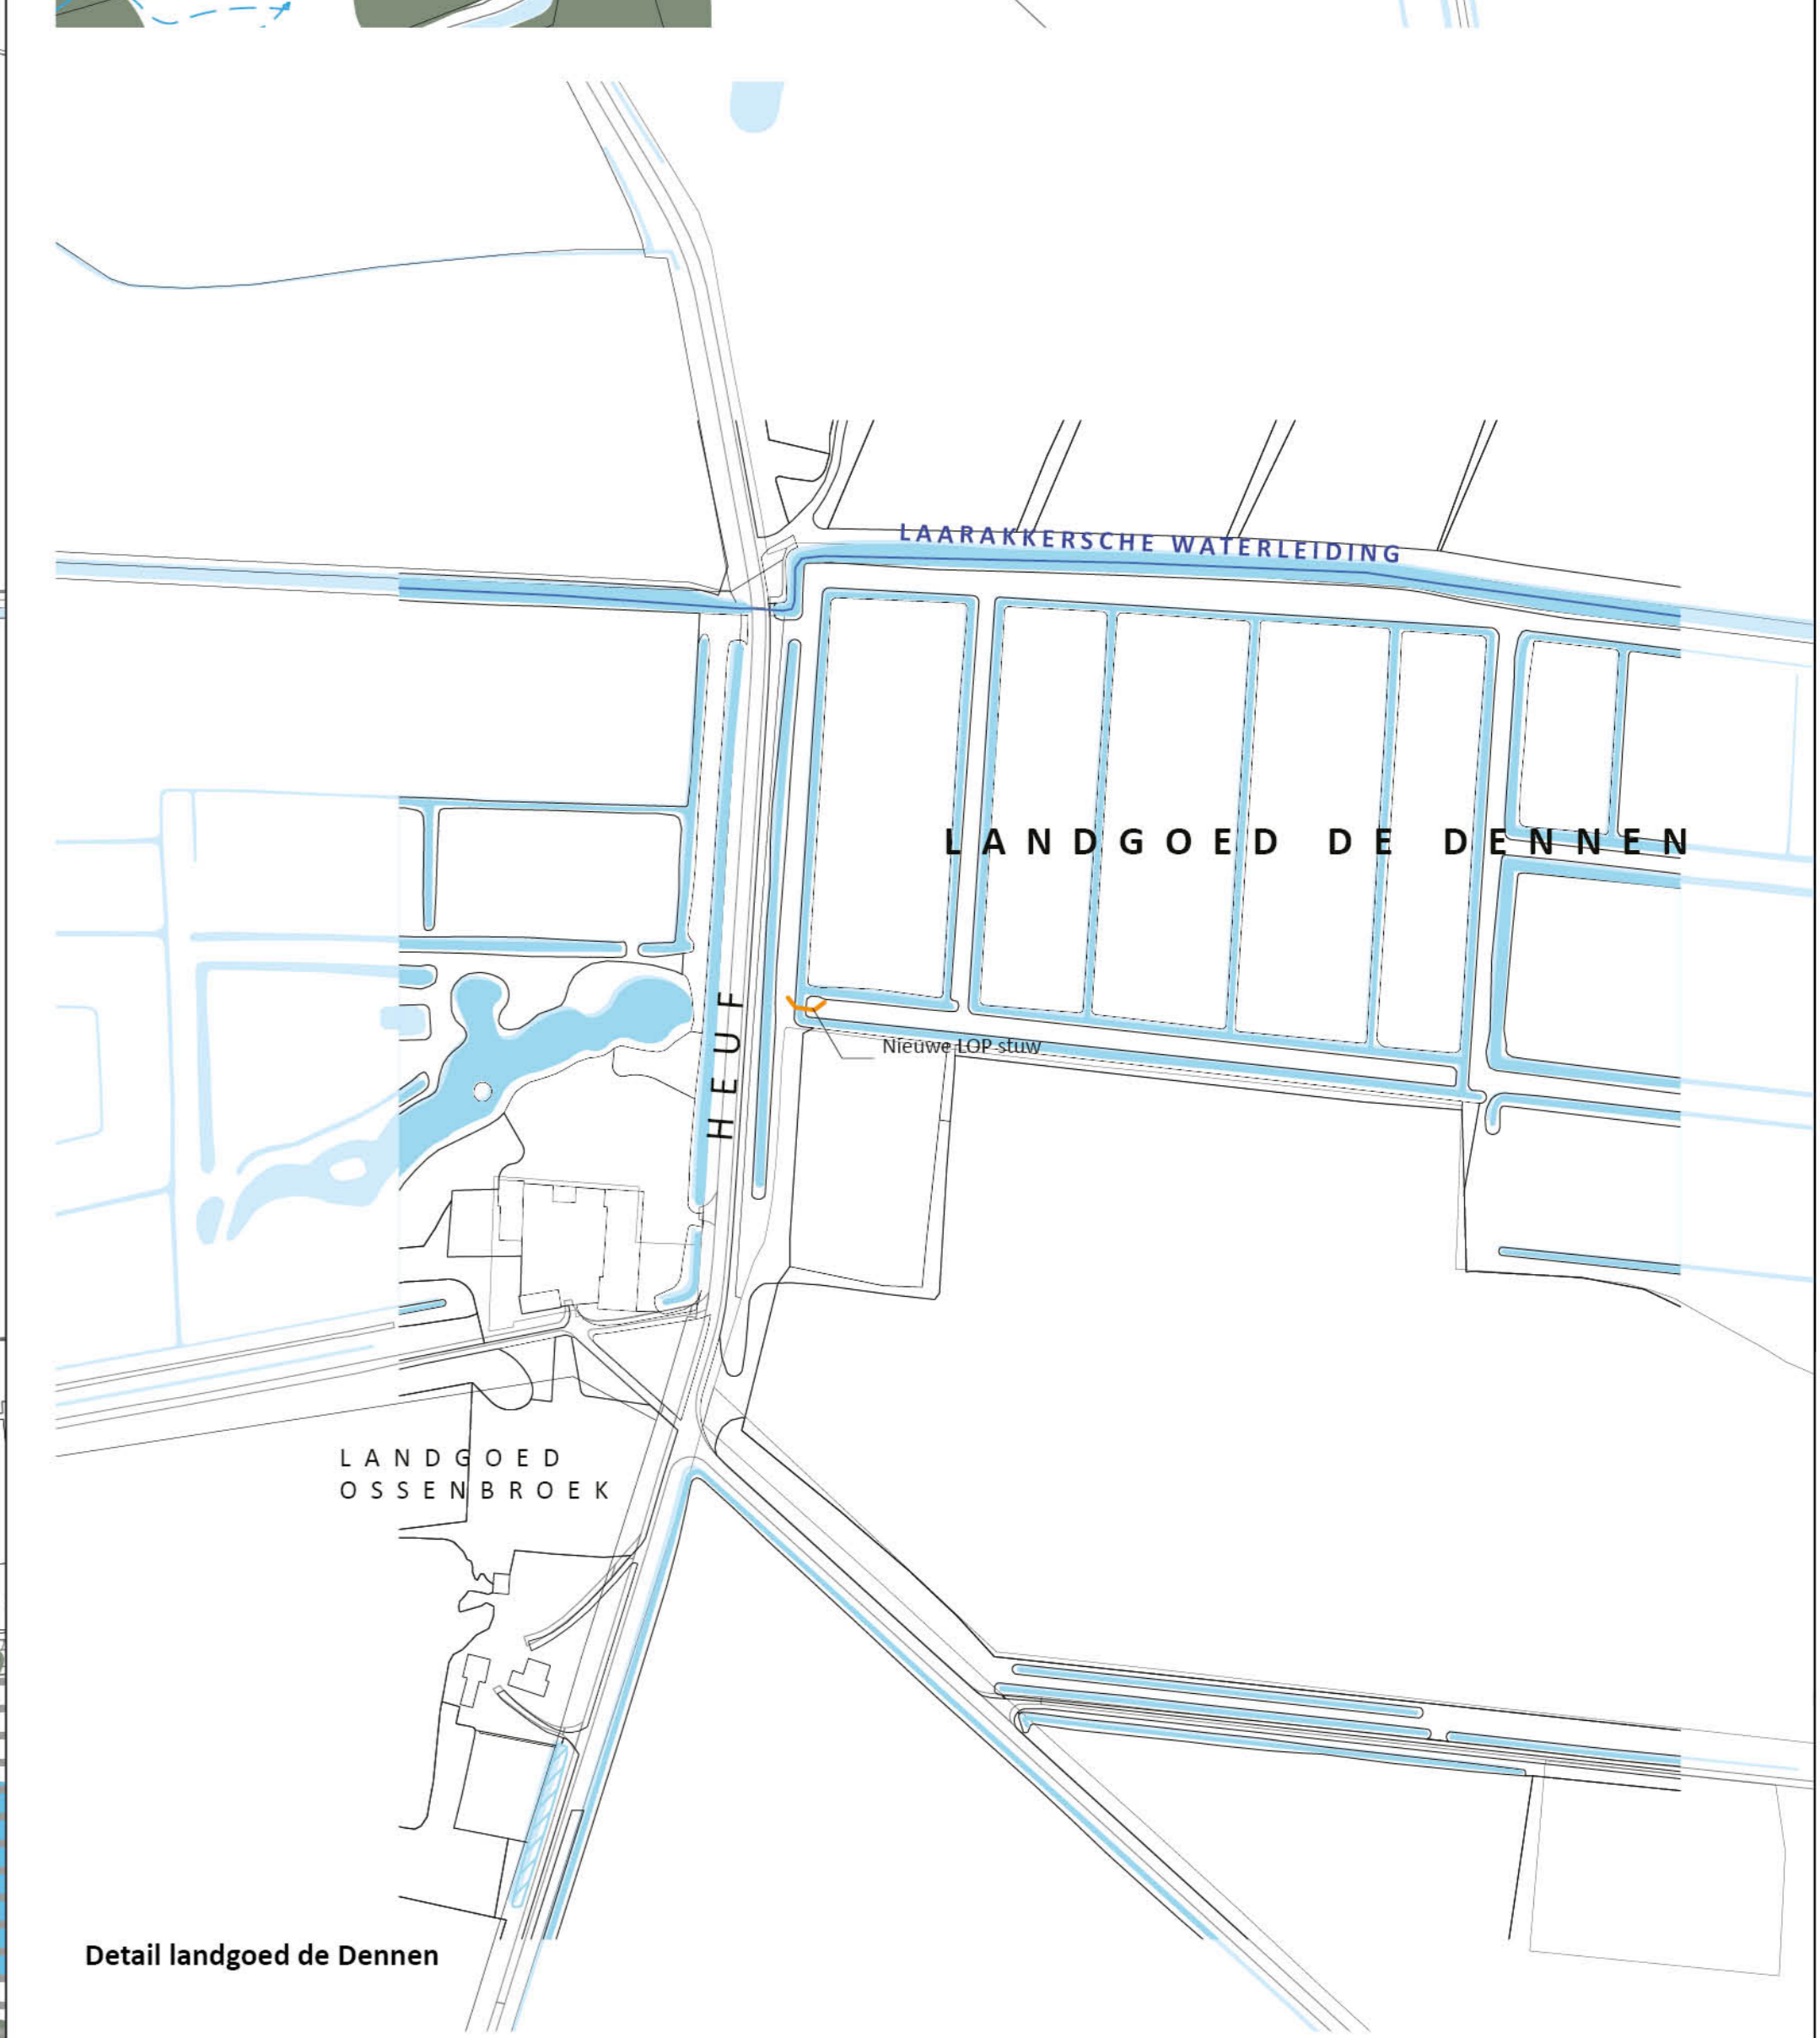 LAARAKKERSCHE WATERLEIDING
LANDGOED DE DENNEN
HEUF
Nieuwe LOP stuw
LANDGOED
OSSENBROEK
Detail landgoed de Dennen